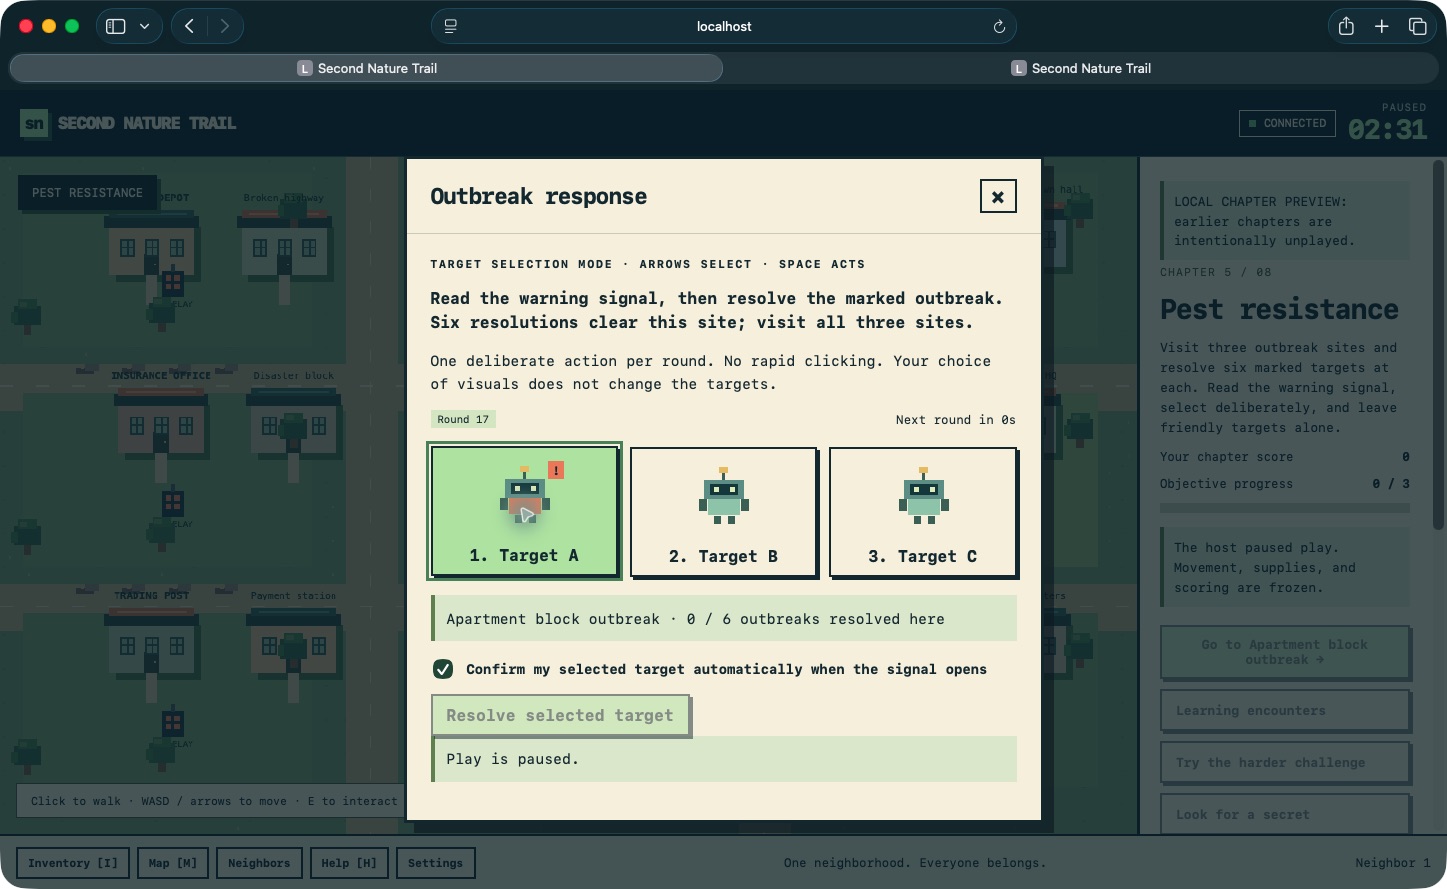 localhost
L Second Nature Trail
L Second Nature Trail
sn SECOND NATURE TRAIL
CONNECTED
PAUSED
02:31
PEST RESISTANCE
DEPOT
Broken highway
hall
INSURANCE OFFICE
Disaster block
TRADING POST
Payment station
Click to walk · WASD / arrows to move · E to interact
Outbreak response
×
TARGET SELECTION MODE · ARROWS SELECT · SPACE ACTS
Read the warning signal, then resolve the marked outbreak.
Six resolutions clear this site; visit all three sites.
One deliberate action per round. No rapid clicking. Your choice
of visuals does not change the targets.
Round 17
Next round in 0s
!
1. Target A
2. Target B
3. Target C
Apartment block outbreak · 0 / 6 outbreaks resolved here
Confirm my selected target automatically when the signal opens
Resolve selected target
Play is paused.
LOCAL CHAPTER PREVIEW:
earlier chapters are
intentionally unplayed.
CHAPTER 5 / 08
Pest resistance
Visit three outbreak sites and
resolve six marked targets at
each. Read the warning signal,
select deliberately, and leave
friendly targets alone.
Your chapter score 0
Objective progress 0 / 3
The host paused play.
Movement, supplies, and
scoring are frozen.
Go to Apartment block
outbreak →
Learning encounters
Try the harder challenge
Look for a secret
Inventory [I]
Map [M]
Neighbors
Help [H]
Settings
One neighborhood. Everyone belongs.
Neighbor 1